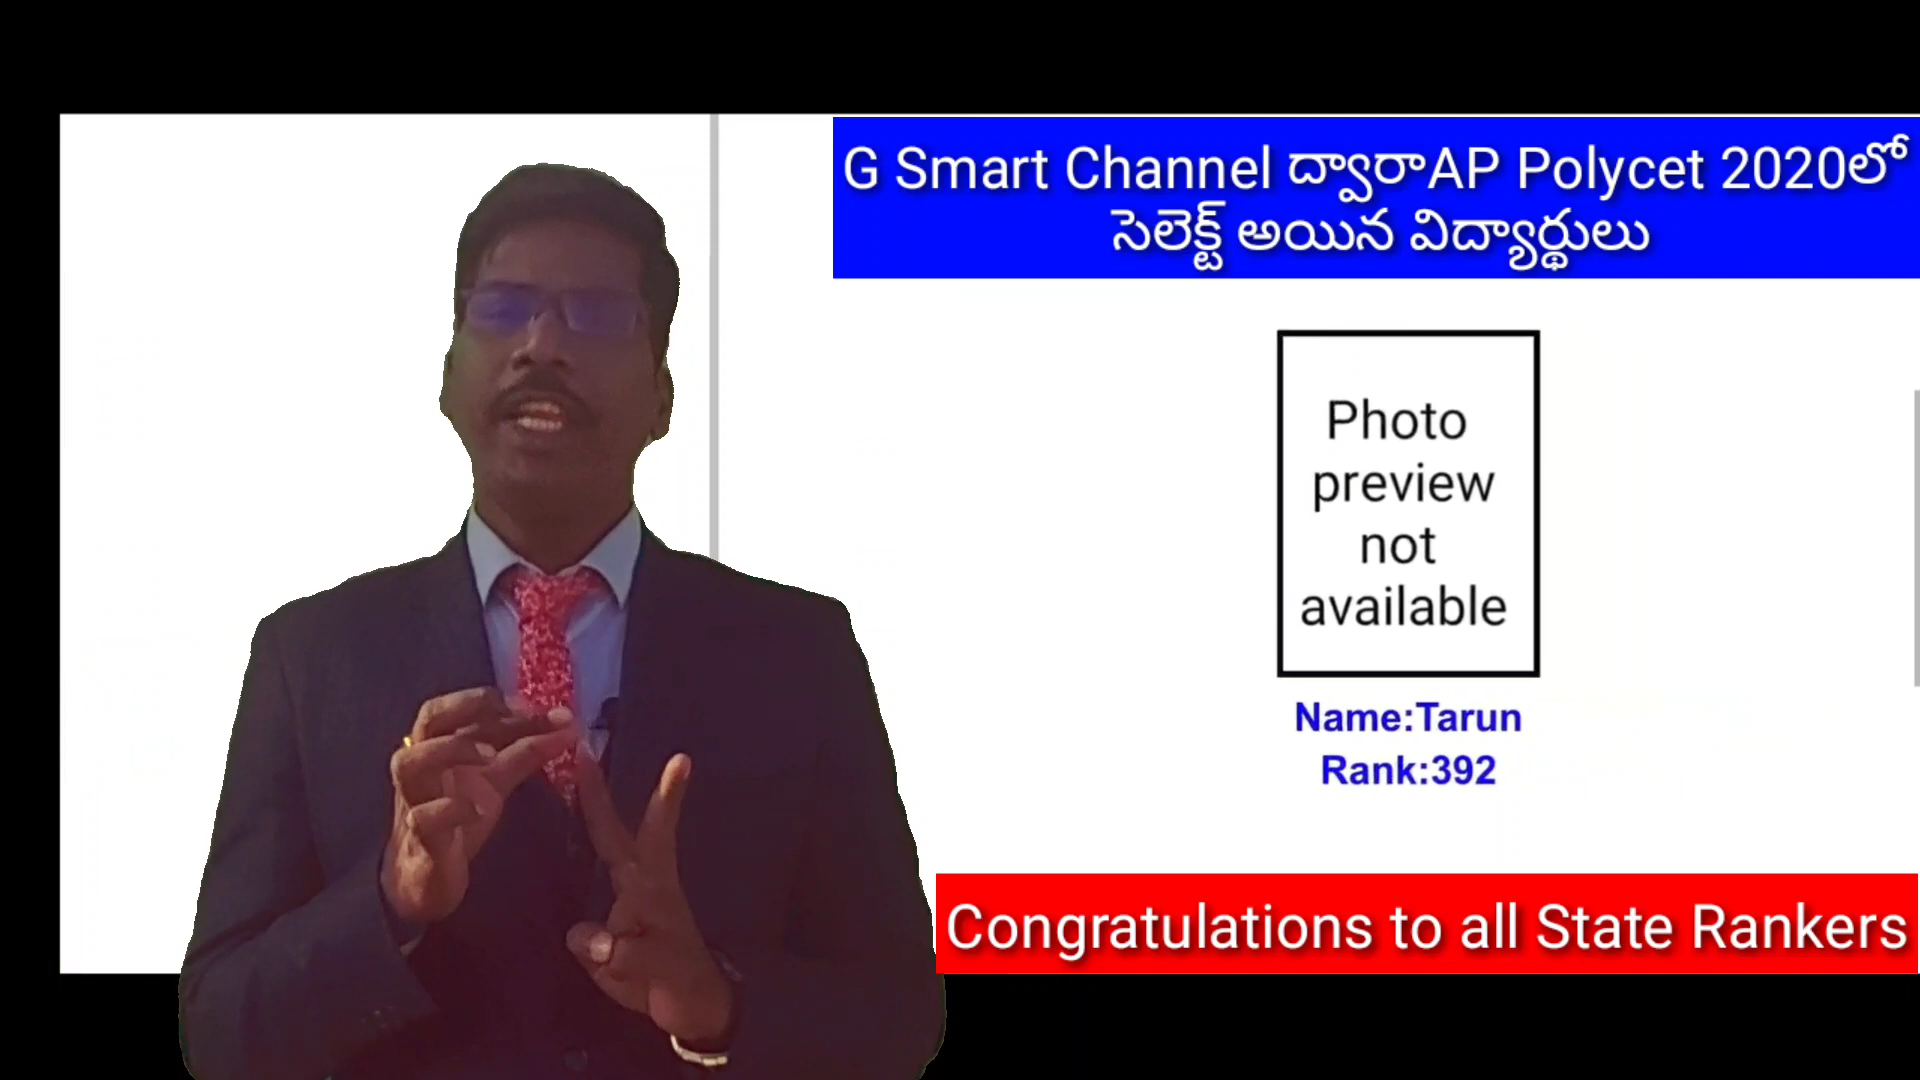 G Smart Channel ద్వారాAP Polycet 2020లో
సెలెక్ట్ అయిన విద్యార్థులు
Photo
preview
not
available
Name:Tarun
Rank:392
Congratulations to all State Rankers